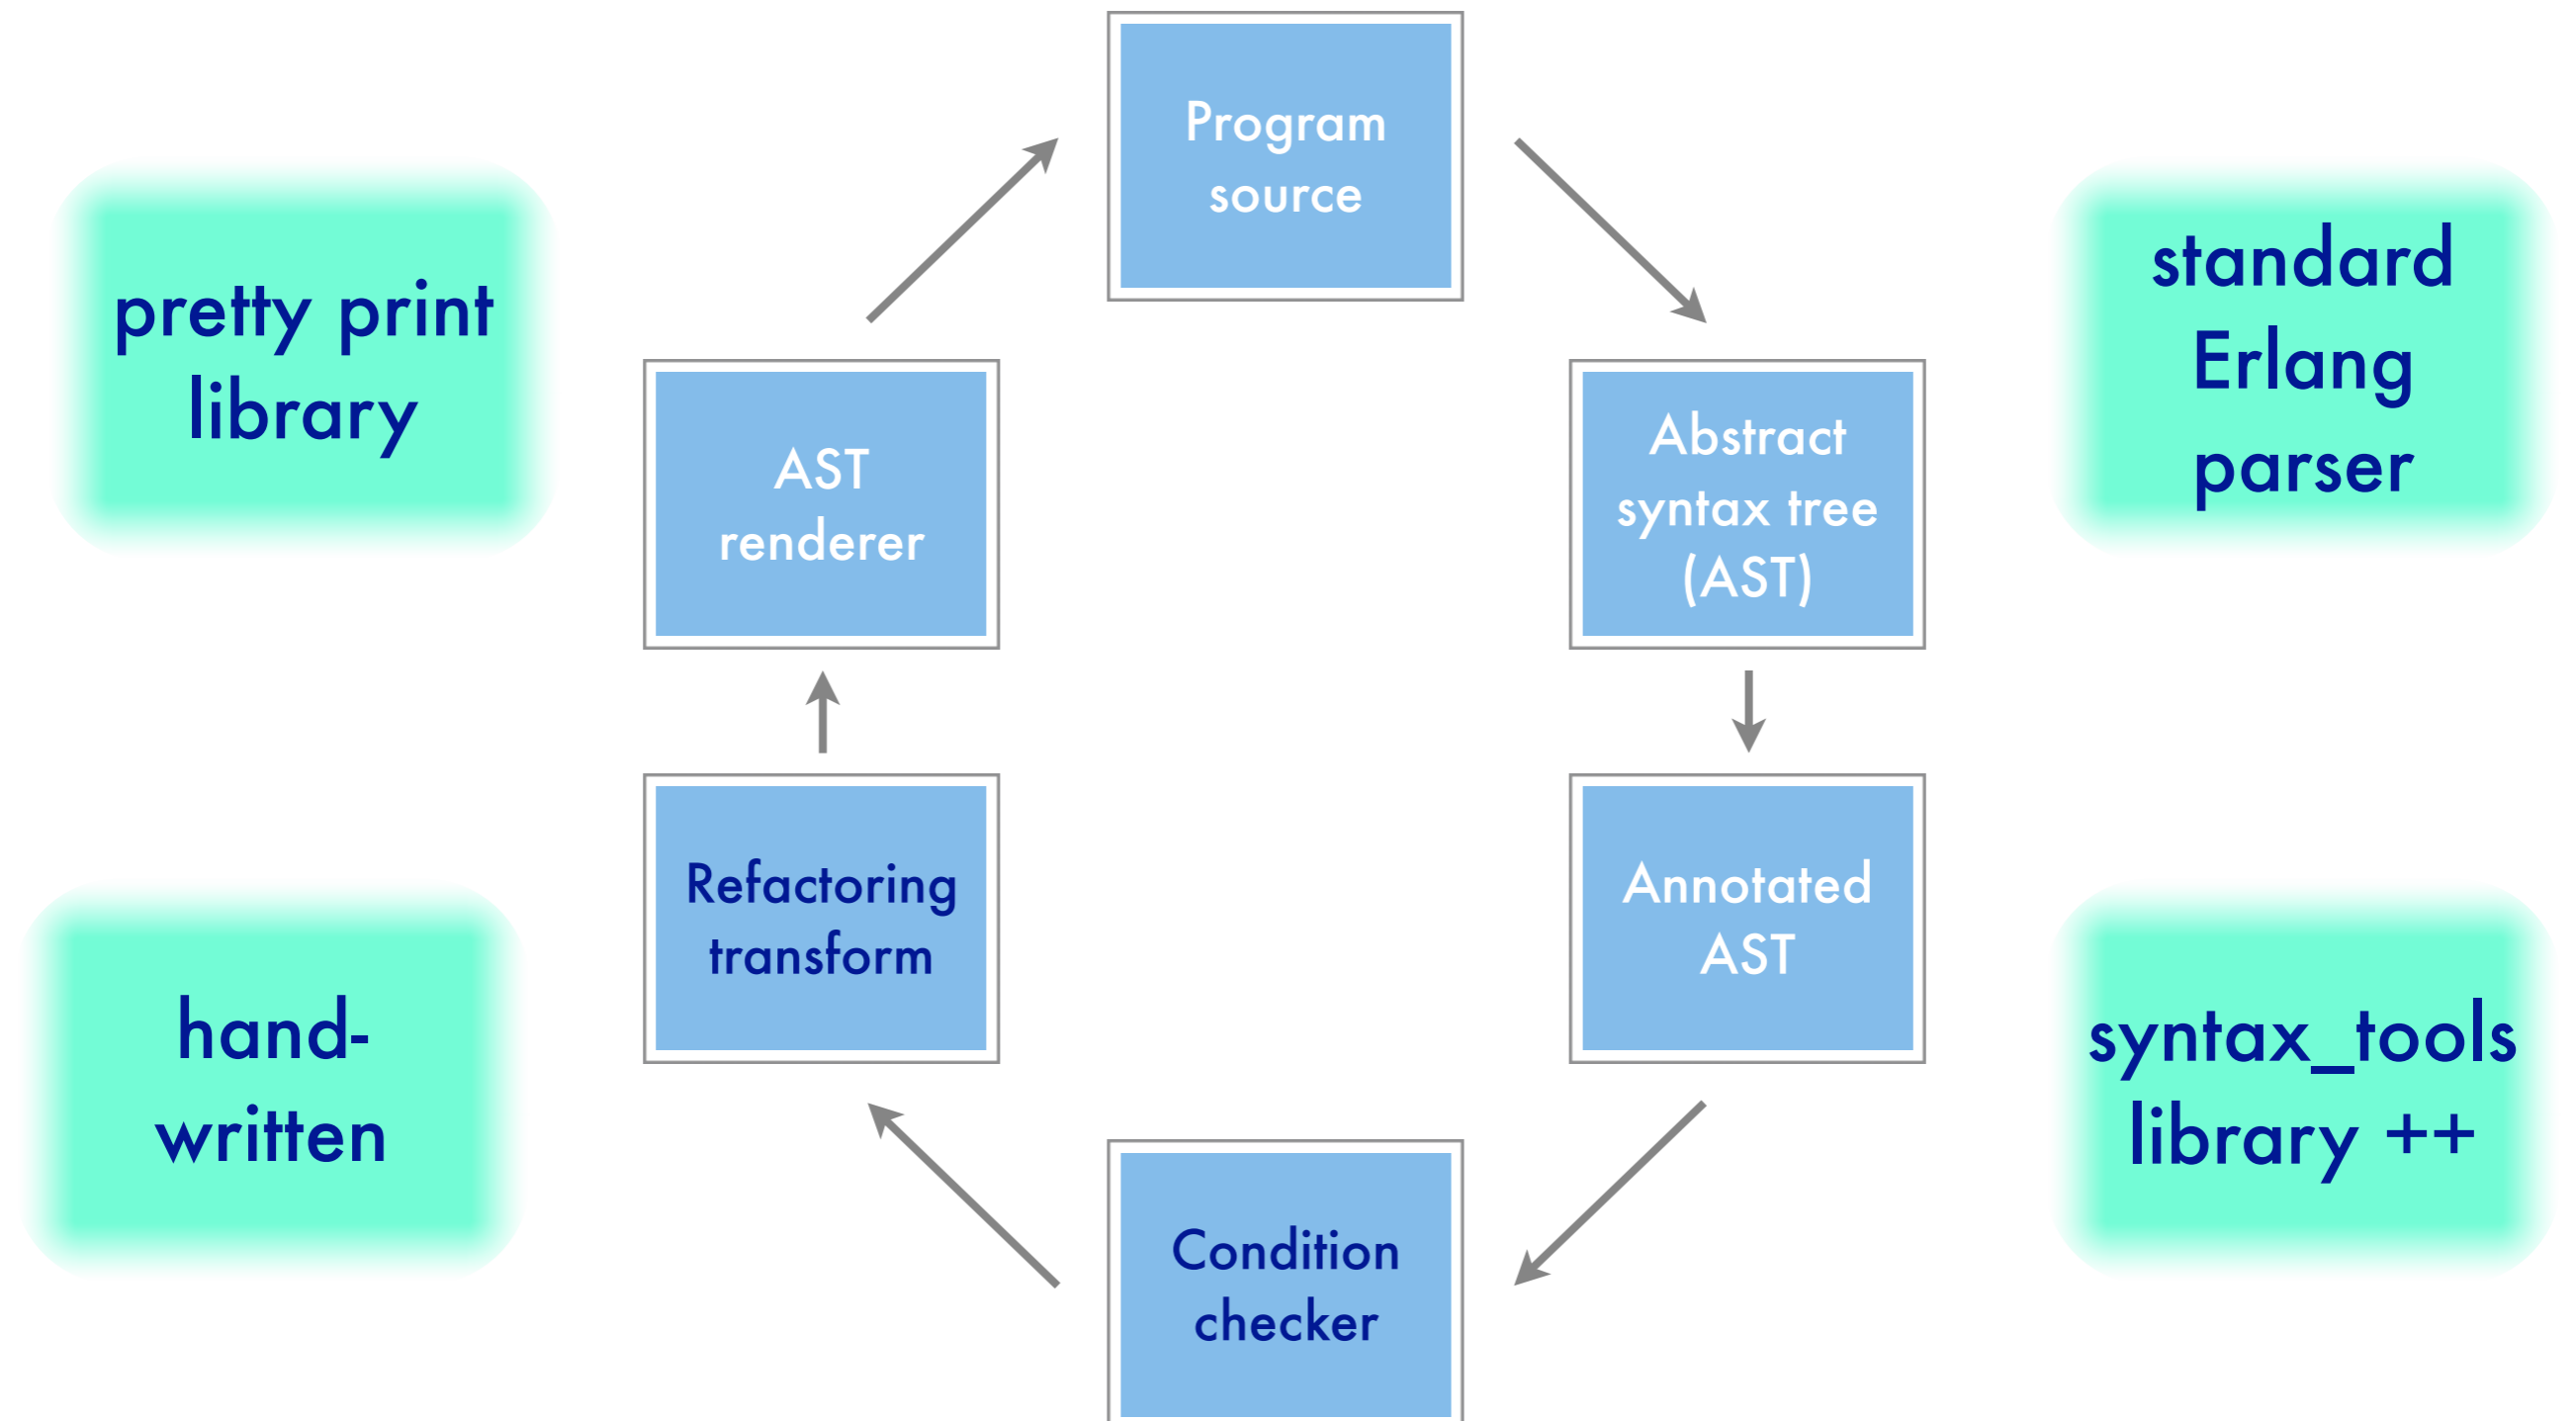 Program
source
pretty print
library
standard
Erlang
parser
AST
renderer
Abstract
syntax tree
(AST)
Refactoring
transform
Annotated
AST
hand-
written
syntax_tools
library ++
Condition
checker